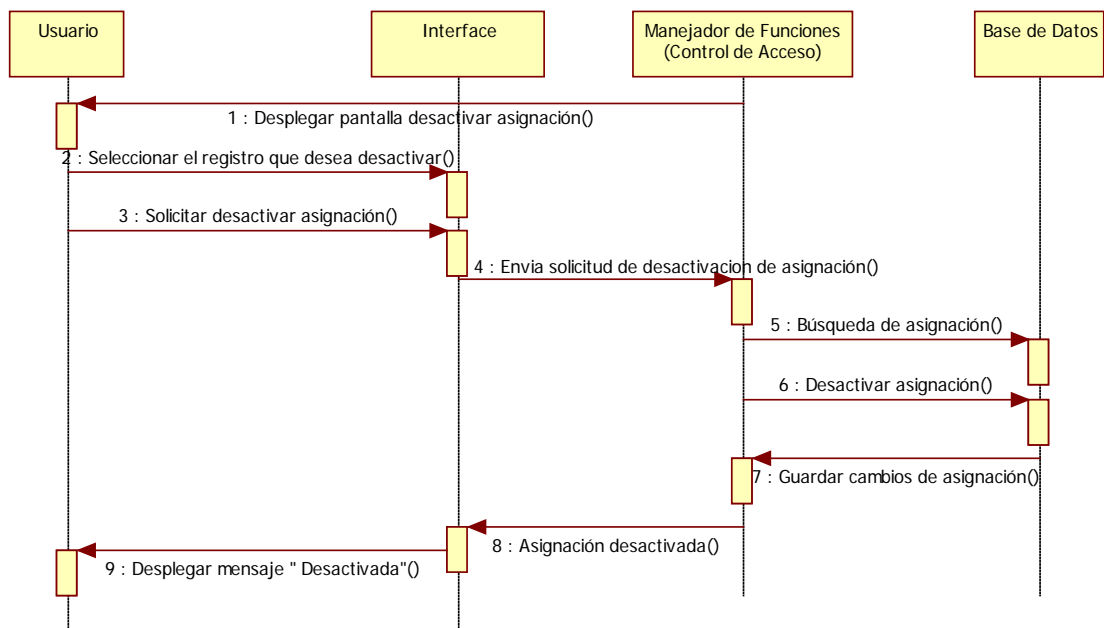 Usuario
Interface
Manejador de Funciones
(Control de Acceso)
Base de Datos
1 : Desplegar pantalla desactivar asignación()
2 : Seleccionar el registro que desea desactivar()
3 : Solicitar desactivar asignación()
4 : Envia solicitud de desactivacion de asignación()
5 : Búsqueda de asignación()
6 : Desactivar asignación()
7 : Guardar cambios de asignación()
8 : Asignación desactivada()
9 : Desplegar mensaje " Desactivada"()